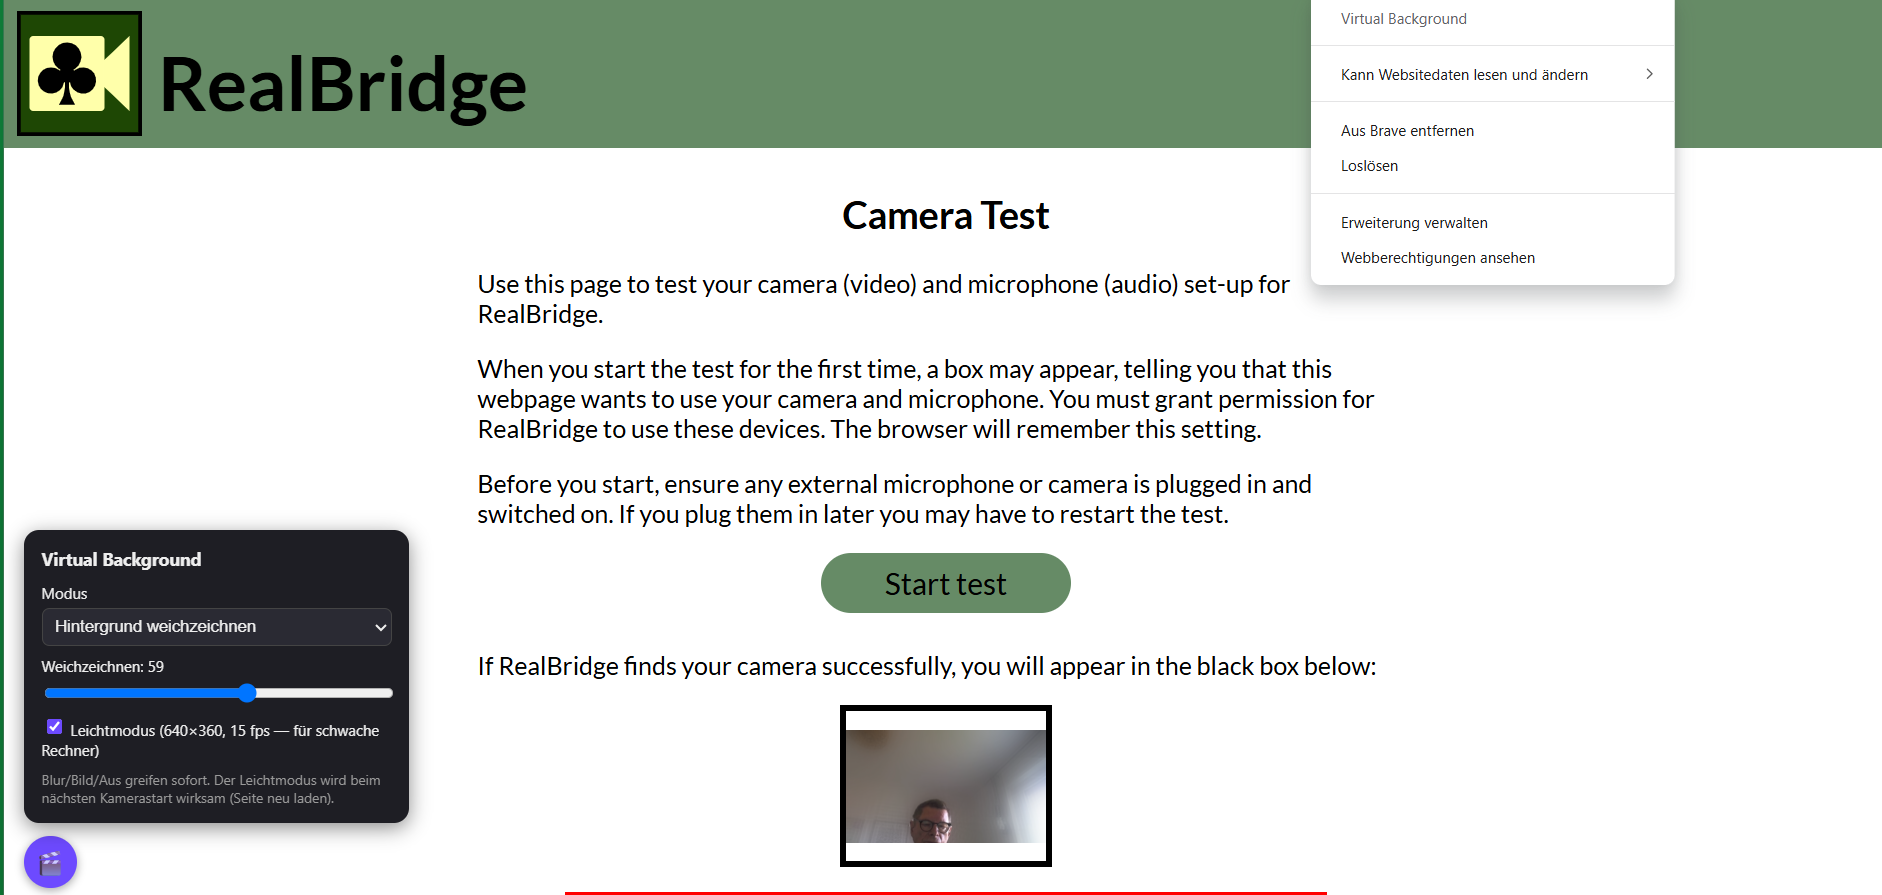 RealBridge
Virtual Background
Kann Websitedaten lesen und ändern
Aus Brave entfernen
Loslösen
Erweiterung verwalten
Webberechtigungen ansehen
Camera Test
Use this page to test your camera (video) and microphone (audio) set-up for
RealBridge.
When you start the test for the first time, a box may appear, telling you that this
webpage wants to use your camera and microphone. You must grant permission for
RealBridge to use these devices. The browser will remember this setting.
Before you start, ensure any external microphone or camera is plugged in and
switched on. If you plug them in later you may have to restart the test.
Start test
If RealBridge finds your camera successfully, you will appear in the black box below:
Virtual Background
Modus
Hintergrund weichzeichnen
Weichzeichnen: 59
Leichtmodus (640×360, 15 fps — für schwache
Rechner)
Blur/Bild/Aus greifen sofort. Der Leichtmodus wird beim
nächsten Kamerastart wirksam (Seite neu laden).